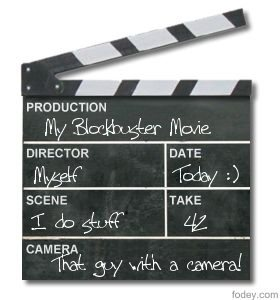 PRODUCTION
My Blockbuster Movie
DIRECTOR DATE
Myself Today :)
SCENE TAKE
I do stuff 42
CAMERA
That guy with a camera!
fodey.com